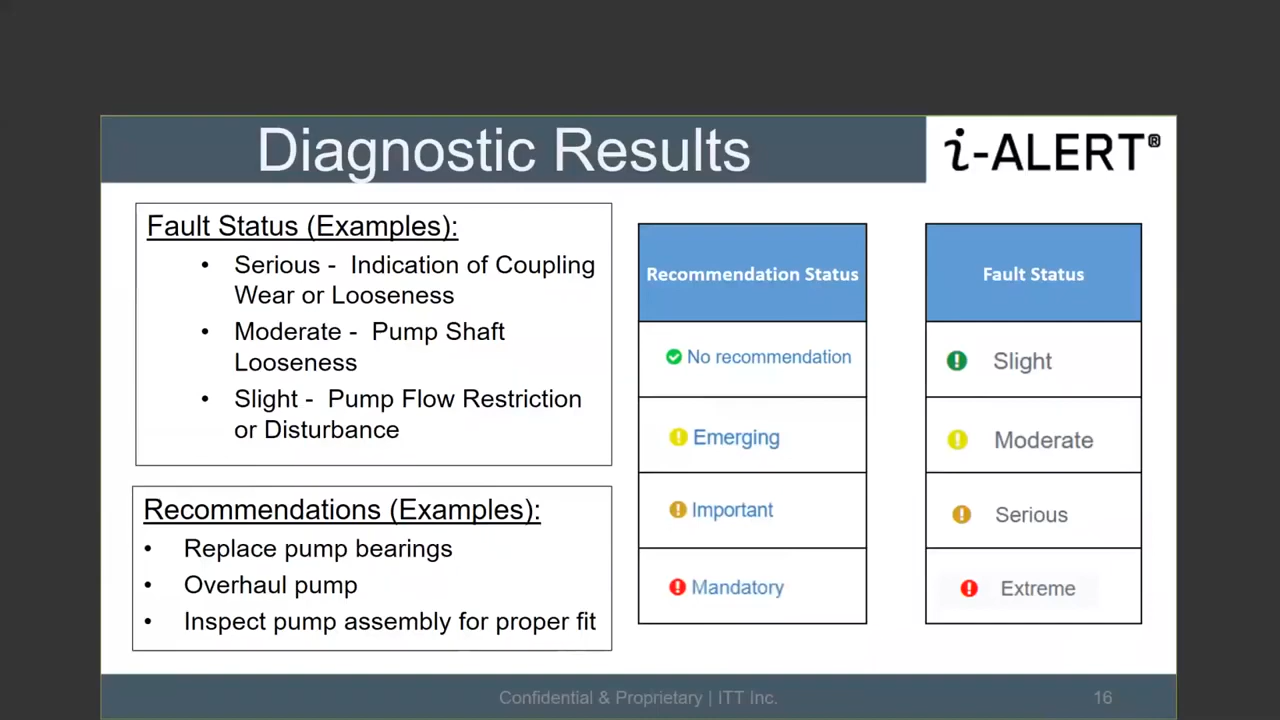 Diagnostic Results
i-ALERT®
Fault Status (Examples):
• Serious - Indication of Coupling
Wear or Looseness
• Moderate - Pump Shaft
Looseness
• Slight - Pump Flow Restriction
or Disturbance
Recommendations (Examples):
• Replace pump bearings
• Overhaul pump
• Inspect pump assembly for proper fit
Recommendation Status
No recommendation
Emerging
Important
Mandatory
Fault Status
Slight
Moderate
Serious
Extreme
Confidential & Proprietary | ITT Inc.
16